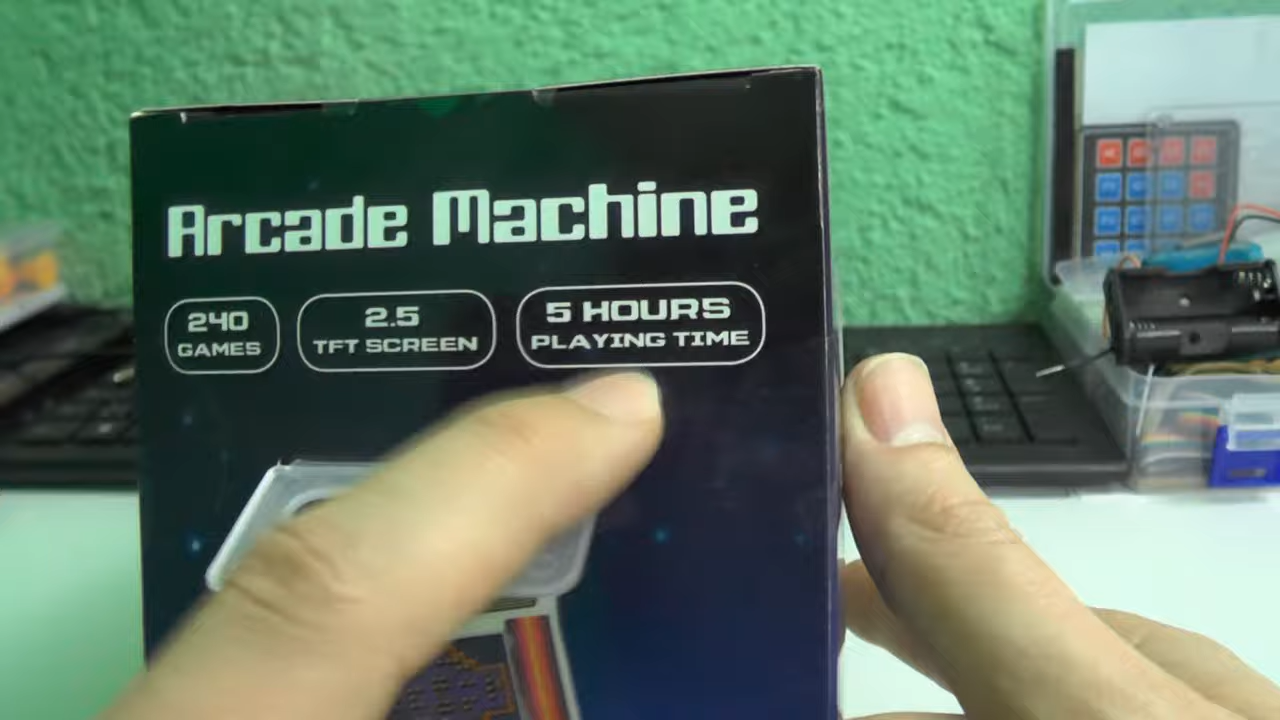 Arcade Machine
240
GAMES
2.5
TFT SCREEN
5 HOURS
PLAYING TIME